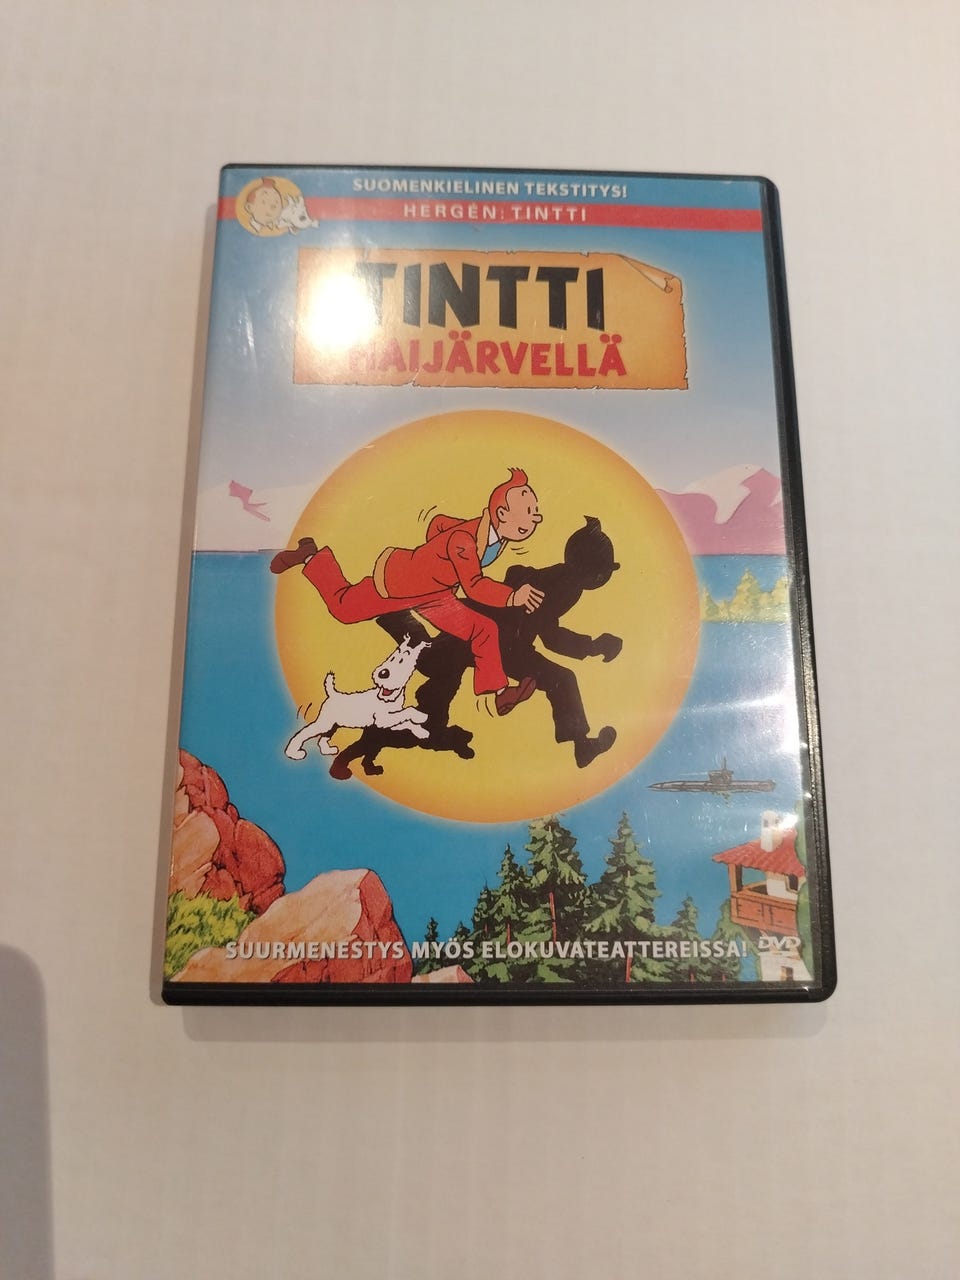 SUOMENKIELINEN TEKSTITYS!
HERGÉN: TINTTI
TINTTI
HAIJÄRVELLÄ
SUURMENESTYS MYÖS ELOKUVATEATTEREISSA!
DVD